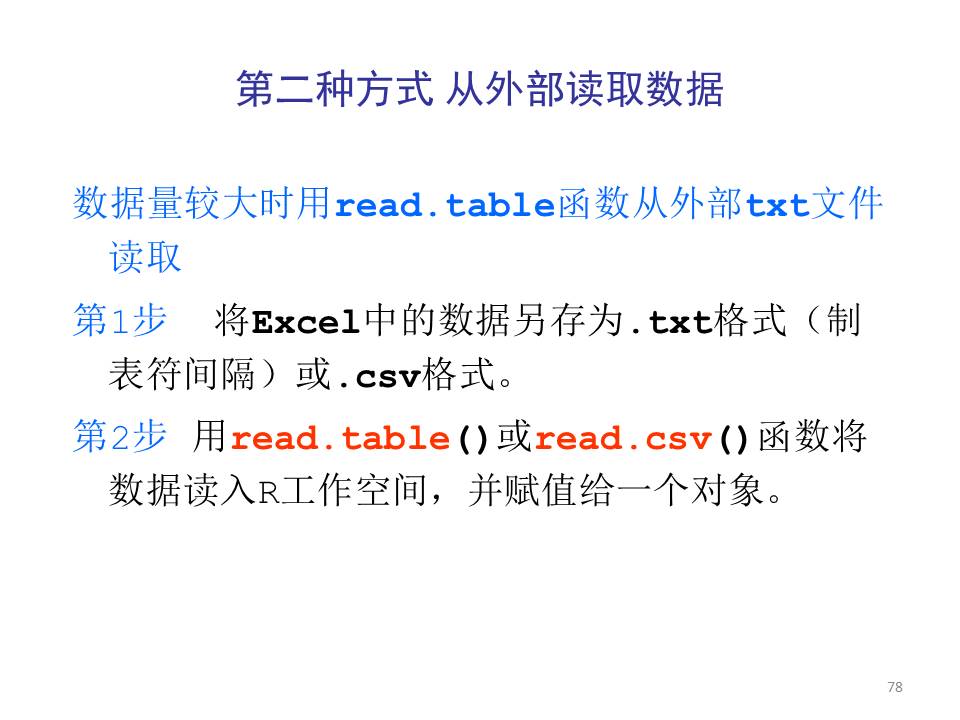 第二种方式 从外部读取数据
数据量较大时用read.table函数从外部txt文件
读取
第1步 将Excel中的数据另存为.txt格式（制
表符间隔）或.csv格式。
第2步 用read.table()或read.csv()函数将
数据读入R工作空间，并赋值给一个对象。
78